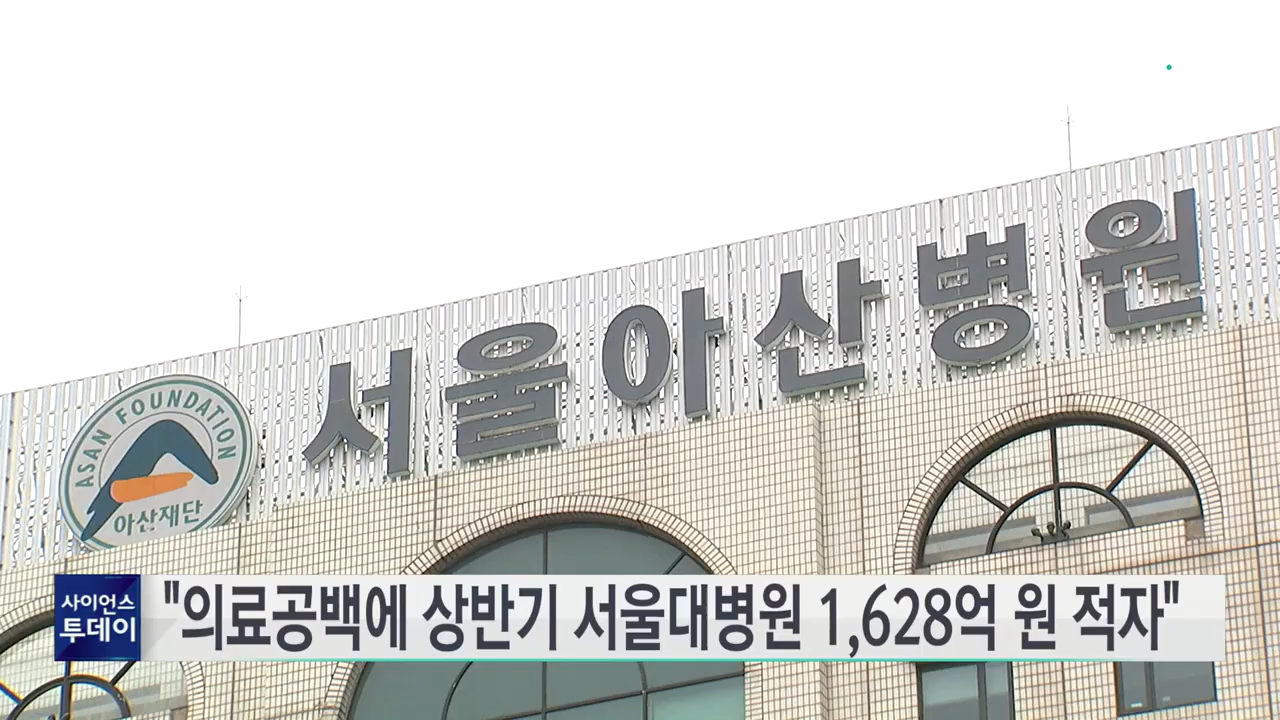 서울아산병원
ASAN FOUNDATION
아산재단
사이언스
투데이
"의료공백에 상반기 서울대병원 1,628억 원 적자"